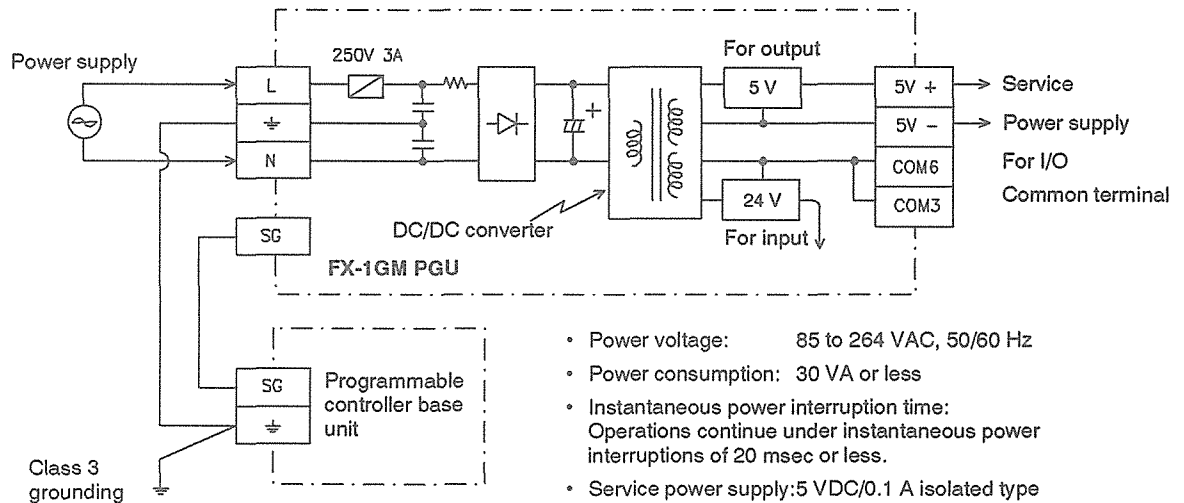 Power supply
L
N
250V 3A
For output
5 V
5V +
5V –
COM6
COM3
Service
Power supply
For I/O
Common terminal
+
24 V
For input
DC/DC converter
SG
FX-1GM PGU
SG
Programmable
controller base
unit
Class 3
grounding
• Power voltage: 85 to 264 VAC, 50/60 Hz
• Power consumption: 30 VA or less
• Instantaneous power interruption time:
Operations continue under instantaneous power
interruptions of 20 msec or less.
• Service power supply:5 VDC/0.1 A isolated type